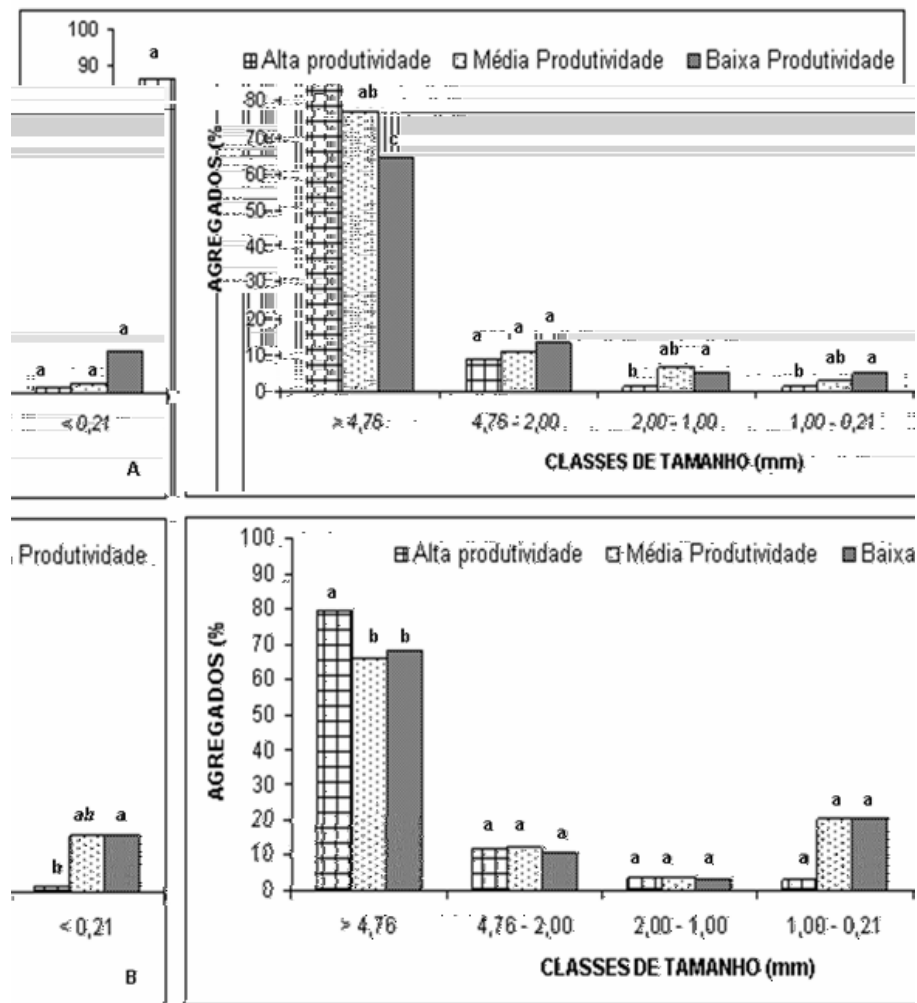 100
a
90
Alta produtividade Média Produtividade Baixa Produtividade
80
ab
70
c
60
50
40
30
20
10
0
AGREGADOS (%
a a a
a a a
b ab a
b ab a
< 0,21
> 4,76 4,76 - 2,00 2,00 - 1,00 1,00 - 0,21
A
CLASSES DE TAMANHO (mm)
100
Produtividade
Alta produtividade Média Produtividade Baixa
90
80
70
60
50
40
30
20
10
0
AGREGADOS (%
a b b
a a a
a a a
a a a
b ab a
< 0,21
> 4,76 4,76 - 2,00 2,00 - 1,00 1,00 - 0,21
B
CLASSES DE TAMANHO (mm)